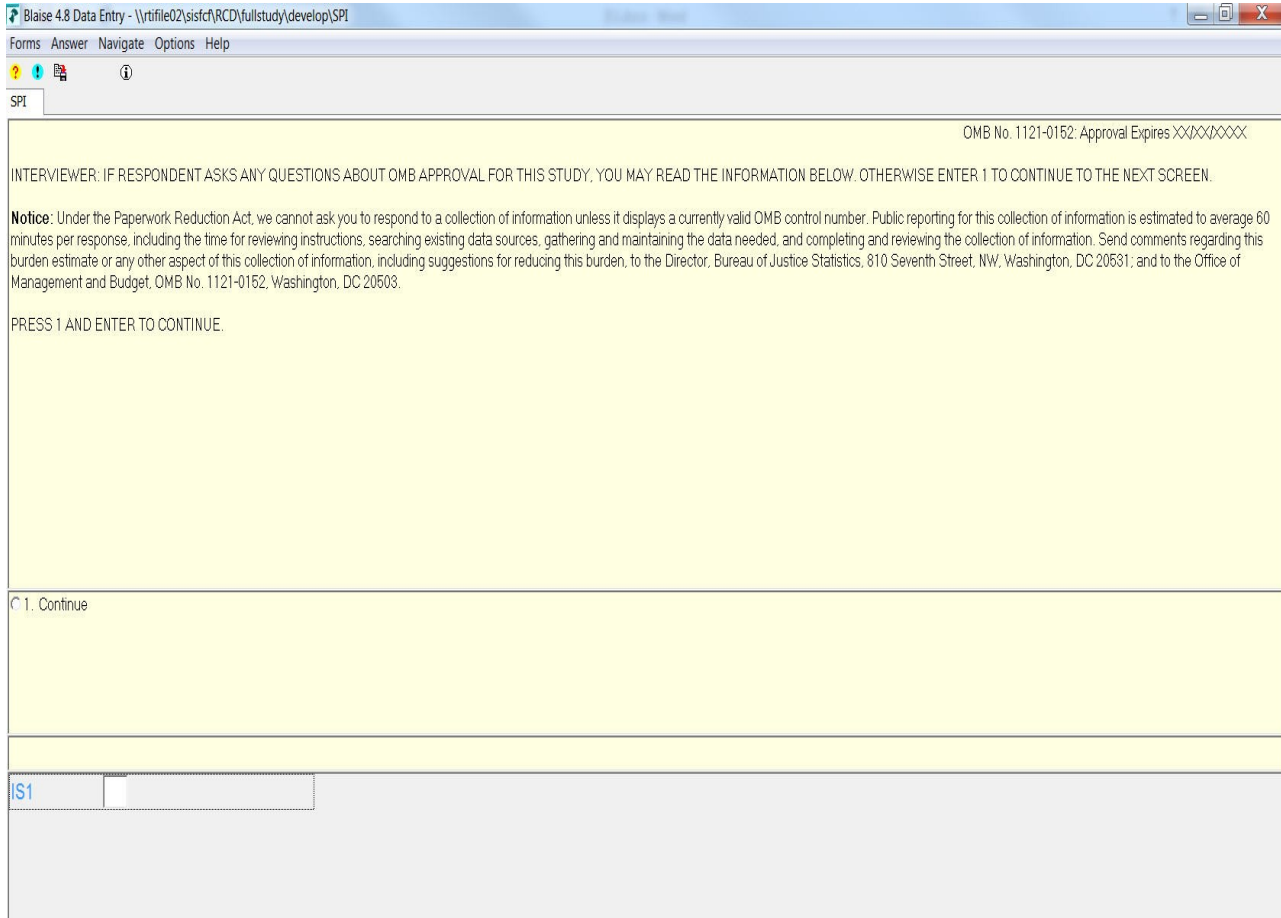 Blaise 4.8 Data Entry - \\rtifile02\sisfcf\RCD\fullstudy\develop\SPI
Forms Answer Navigate Options Help
SPI
OMB No. 1121-0152: Approval Expires XX/XX/XXXX
INTERVIEWER: IF RESPONDENT ASKS ANY QUESTIONS ABOUT OMB APPROVAL FOR THIS STUDY, YOU MAY READ THE INFORMATION BELOW. OTHERWISE ENTER 1 TO CONTINUE TO THE NEXT SCREEN.
Notice: Under the Paperwork Reduction Act, we cannot ask you to respond to a collection of information unless it displays a currently valid OMB control number. Public reporting for this collection of information is estimated to average 60
minutes per response, including the time for reviewing instructions, searching existing data sources, gathering and maintaining the data needed, and completing and reviewing the collection of information. Send comments regarding this
burden estimate or any other aspect of this collection of information, including suggestions for reducing this burden, to the Director, Bureau of Justice Statistics, 810 Seventh Street, NW, Washington, DC 20531; and to the Office of
Management and Budget, OMB No. 1121-0152, Washington, DC 20503.
PRESS 1 AND ENTER TO CONTINUE.
1. Continue
IS1